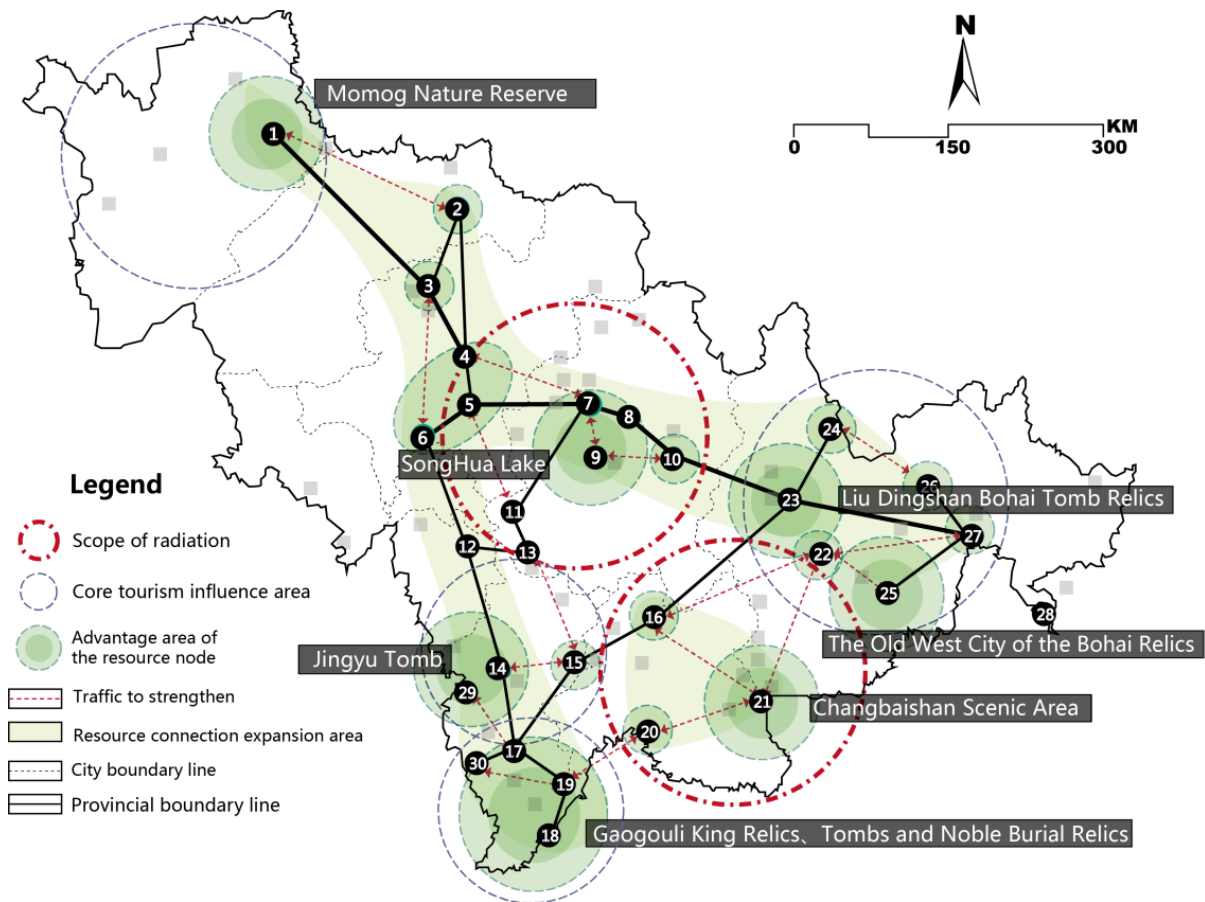 N
Momog Nature Reserve
KM
0
150
300
1
2
3
4
5
6
7
8
9
10
SongHua Lake
11
12
13
24
26
23
Liu Dingshan Bohai Tomb Relics
27
22
25
28
The Old West City of the Bohai Relics
16
Jingyu Tomb
14
15
29
21
Changbaishan Scenic Area
20
17
30
19
18
Gaogouli King Relics、Tombs and Noble Burial Relics
Legend
Scope of radiation
Core tourism influence area
Advantage area of
the resource node
Traffic to strengthen
Resource connection expansion area
City boundary line
Provincial boundary line